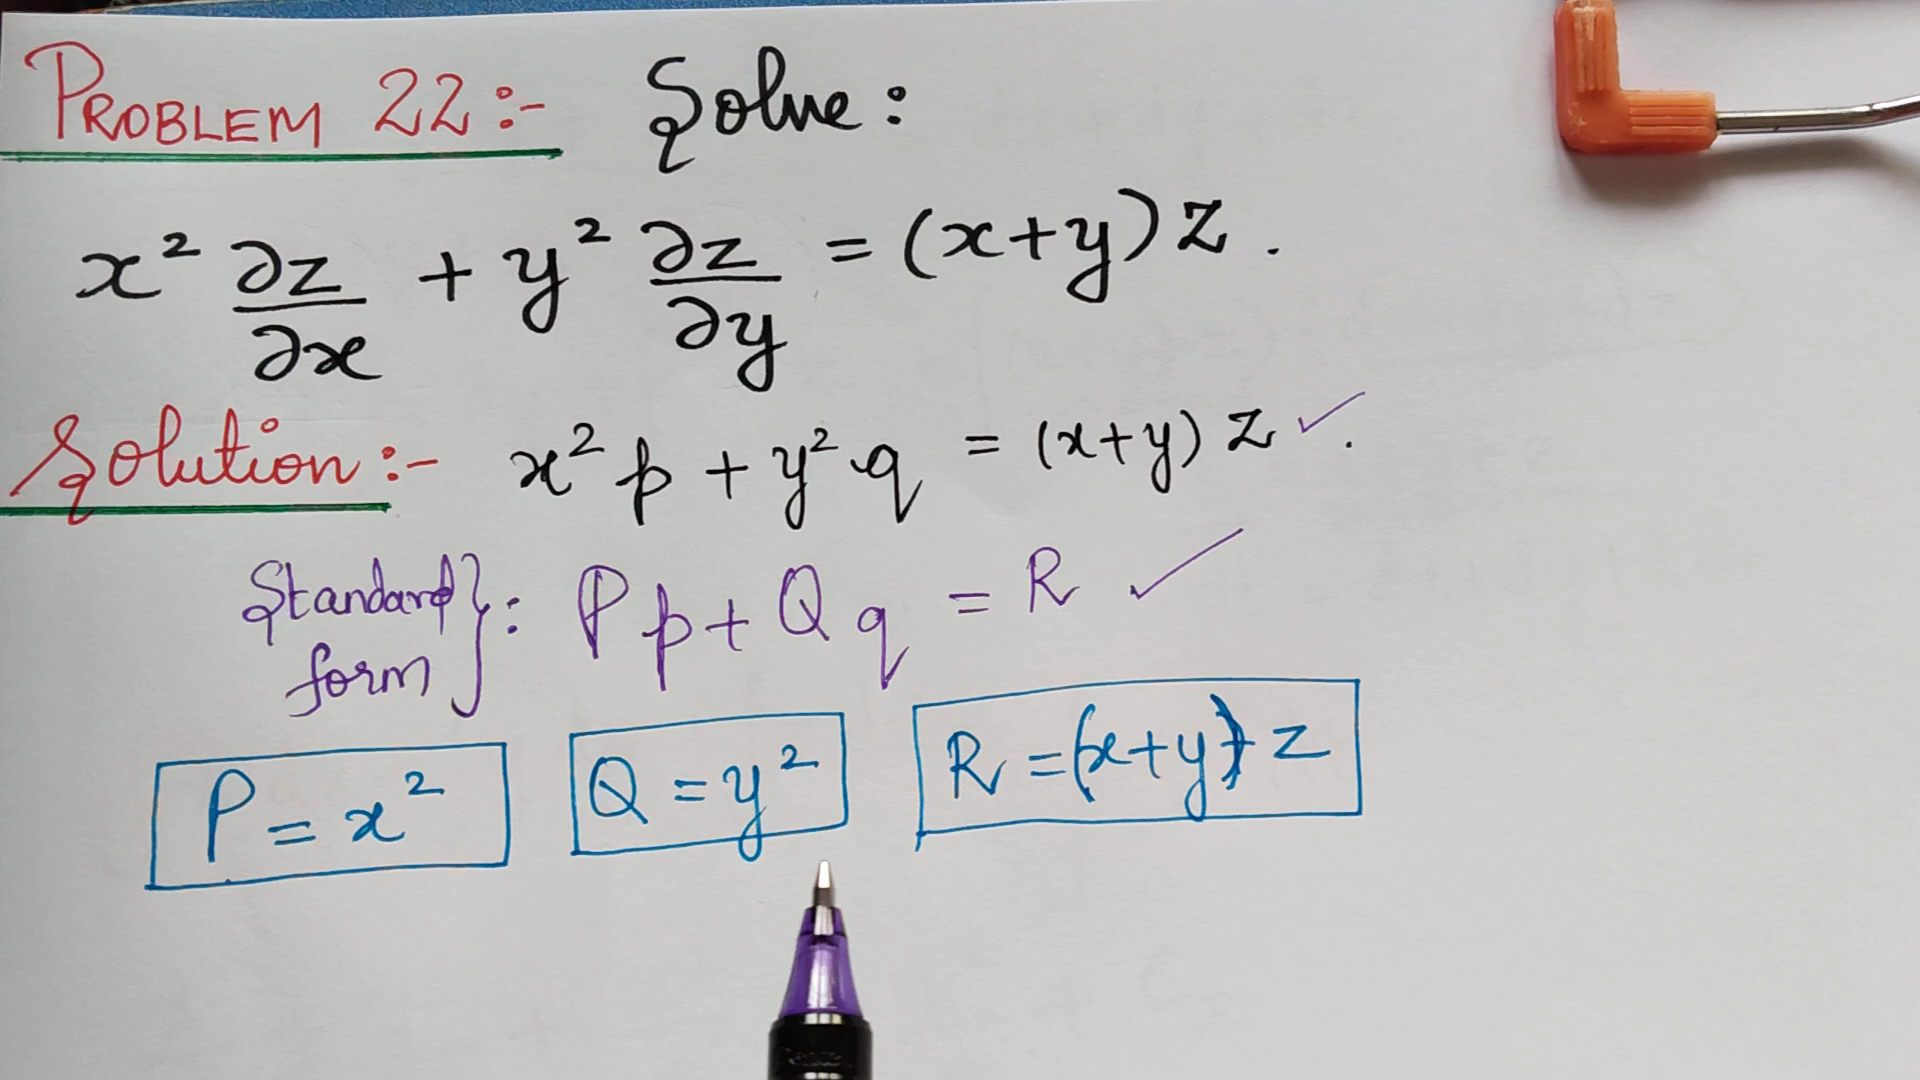 PROBLEM 22:- Solve:
x² ∂z/∂x + y² ∂z/∂y = (x+y)z.
Solution:- x²p + y²q = (x+y)z ✓.
Standard form}: Pp + Qq = R ✓
P = x² Q = y² R = (x+y)z